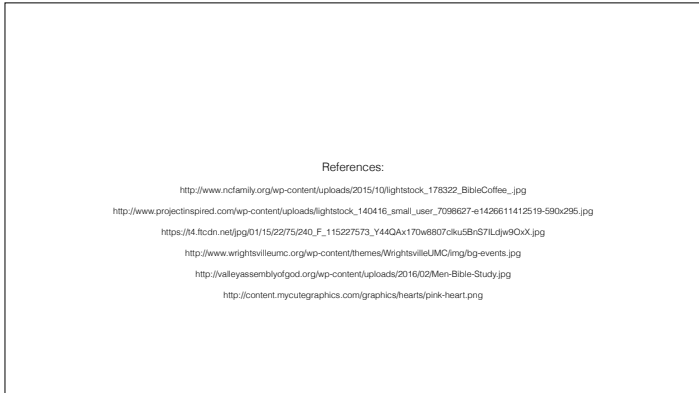 References:
http://www.ncfamily.org/wp-content/uploads/2015/10/lightstock_178322_BibleCoffee_.jpg
http://www.projectinspired.com/wp-content/uploads/lightstock_140416_small_user_7098627-e1426611412519-590x295.jpg
https://t4.ftcdn.net/jpg/01/15/22/75/240_F_115227573_Y44QAx170w8807clku5BnS7ILdjw9OxX.jpg
http://www.wrightsvilleumc.org/wp-content/themes/WrightsvilleUMC/img/bg-events.jpg
http://valleyassemblyofgod.org/wp-content/uploads/2016/02/Men-Bible-Study.jpg
http://content.mycutegraphics.com/graphics/hearts/pink-heart.png